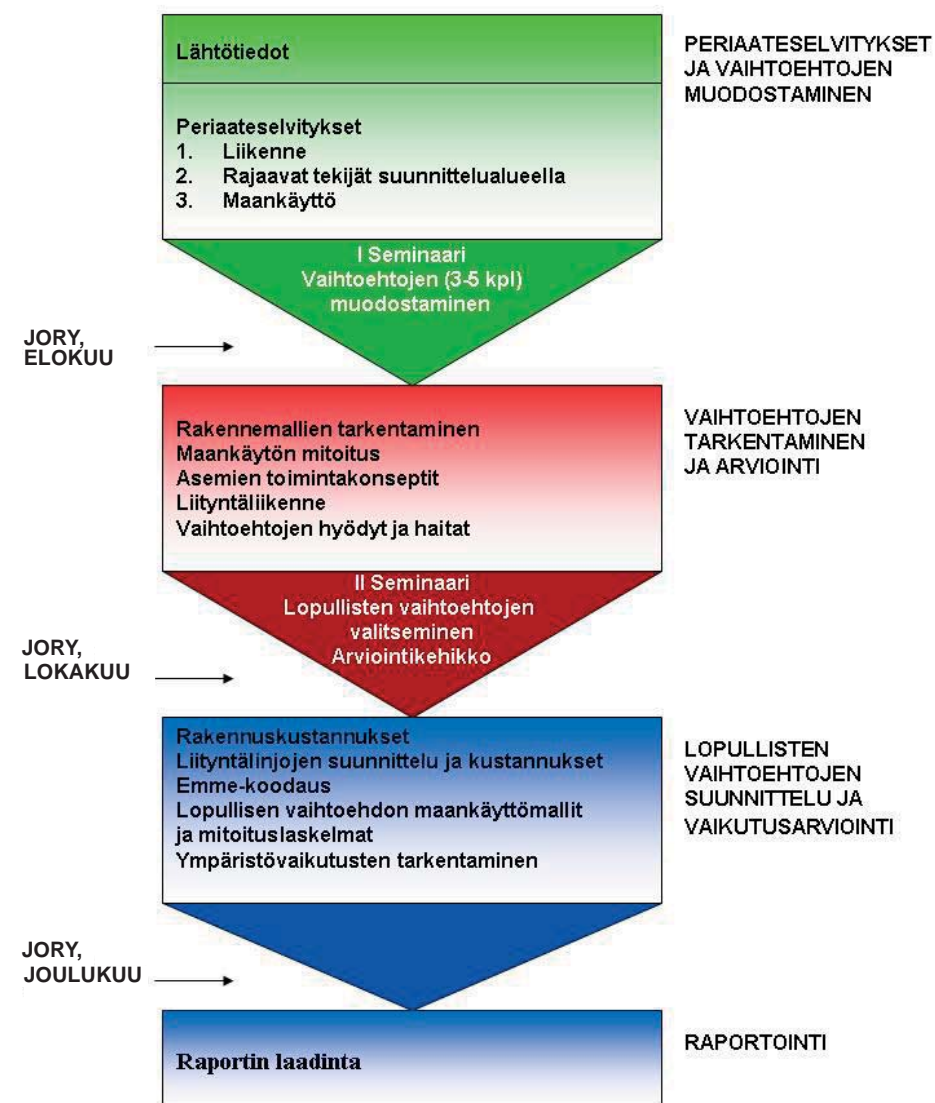 Lähtötiedot
PERIAATESELVITYKSET
JA VAIHTOEHTOJEN
MUODOSTAMINEN
Periaateselvitykset
1. Liikenne
2. Rajaavat tekijät suunnittelualueella
3. Maankäyttö
I Seminaari
Vaihtoehtojen (3-5 kpl)
muodostaminen
JORY,
ELOKUU
Rakennemallien tarkentaminen
Maankäytön mitoitus
Asemien toimintakonseptit
Liityntäliikenne
Vaihtoehtojen hyödyt ja haitat
VAIHTOEHTOJEN
TARKENTAMINEN
JA ARVIOINTI
II Seminaari
Lopullisten vaihtoehtojen
valitseminen
Arviointikehikko
JORY,
LOKAKUU
Rakennuskustannukset
Liityntälinjojen suunnittelu ja kustannukset
Emme-koodaus
Lopullisen vaihtoehdon maankäyttömallit
ja mitoituslaskelmat
Ympäristövaikutusten tarkentaminen
LOPULLISTEN
VAIHTOEHTOJEN
SUUNNITTELU JA
VAIKUTUSARVIOINTI
JORY,
JOULUKUU
Raportin laadinta
RAPORTOINTI